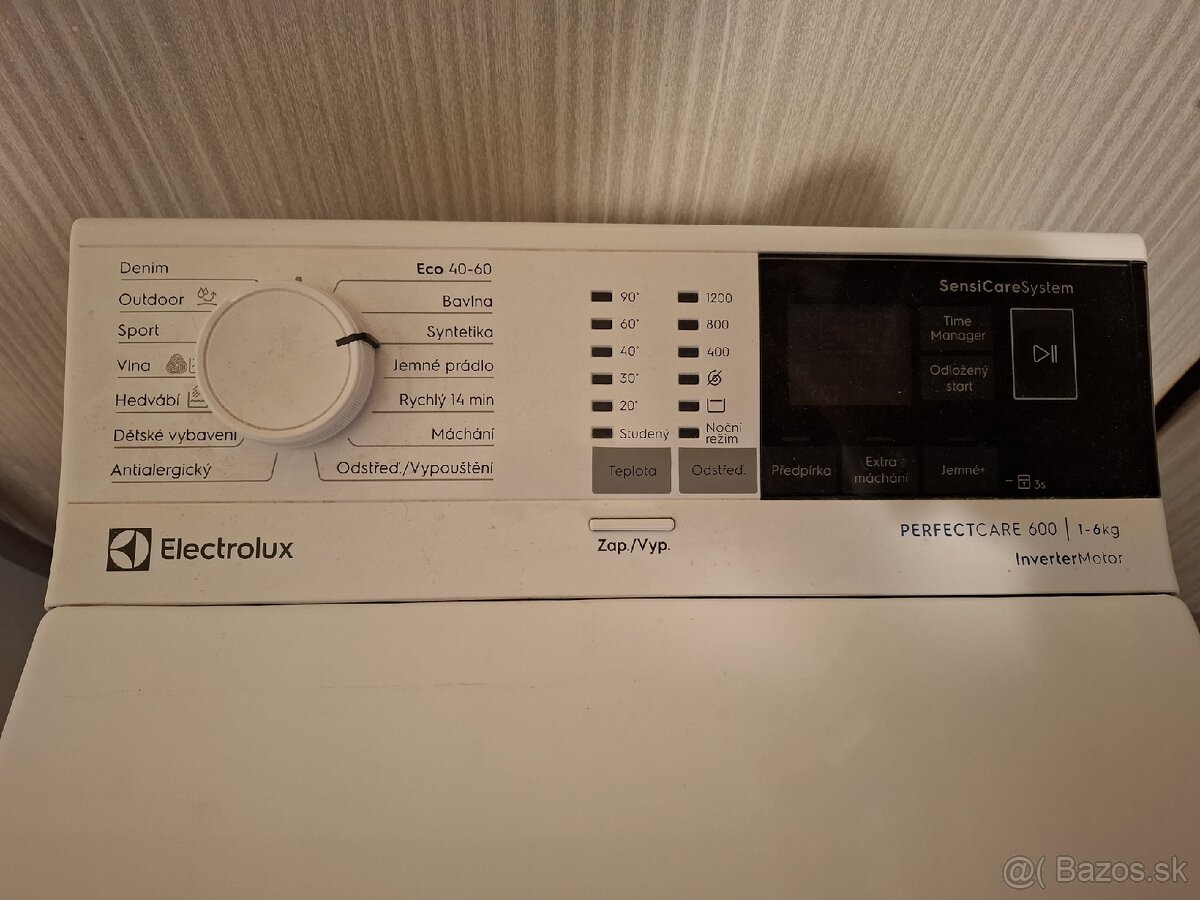 Denim
Outdoor
Sport
Vlna
Hedvábí
Dětské vybavení
Antialergický
Eco 40-60
Bavlna
Syntetika
Jemné prádlo
Rychlý 14 min
Máchání
Odstřeď./Vypouštění
90°
60°
40°
30°
20°
Studený
Teplota
1200
800
400
Noční
režim
Odstřeď.
SensiCareSystem
Time
Manager
Odložený
start
Předpírka
Extra
máchání
Jemné+
3s
Electrolux
Zap./Vyp.
PERFECTCARE 600 | 1-6kg
InverterMotor
@( Bazos.sk